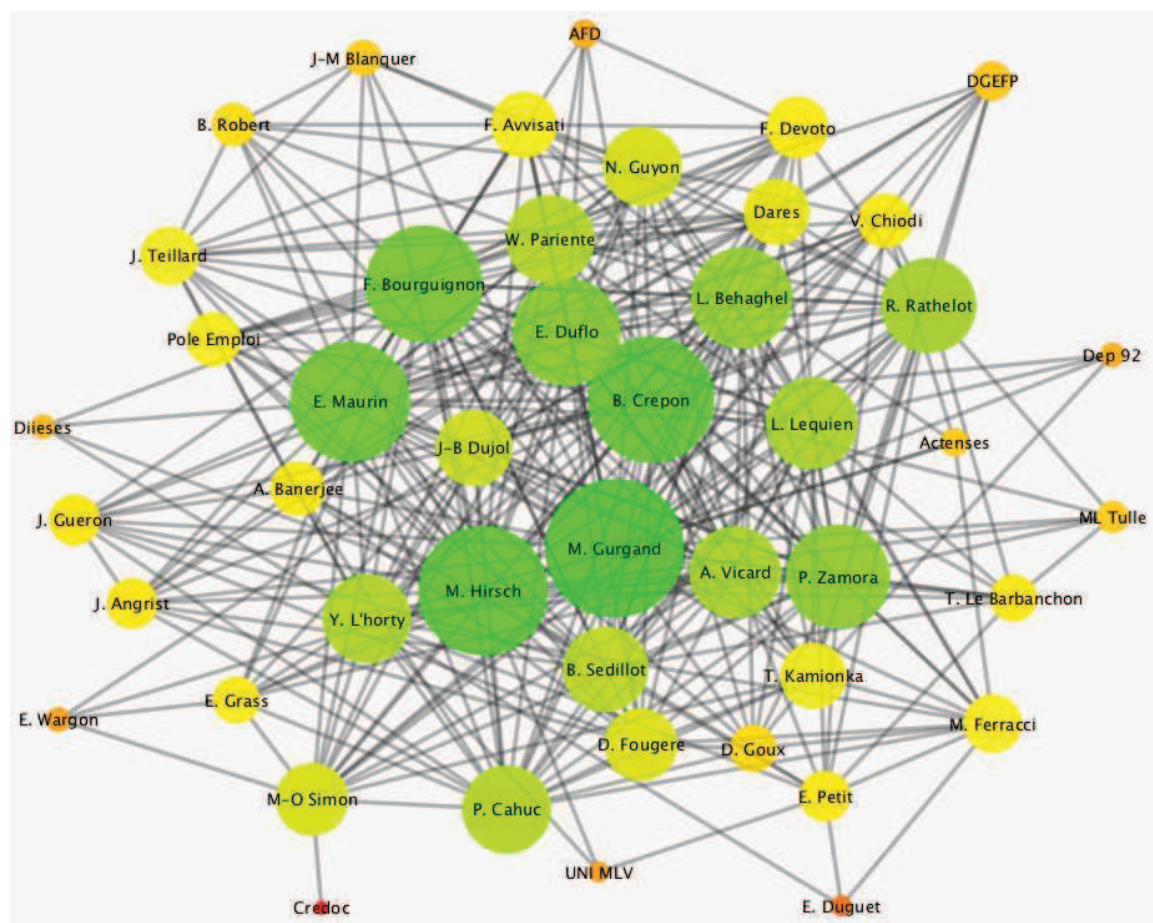 AFD
J-M Blanquer
DGEFP
B. Robert
F. Avvisati
F. Devoto
N. Guyon
Dares
V. Chiodi
W. Pariente
J. Teillard
F. Bourguignon
L. Behaghel
R. Rathelot
E. Duflo
Pole Emploi
Dep 92
E. Maurin
B. Crepon
L. Lequien
Diieses
Actenses
J-B Dujol
A. Banerjee
J. Gueron
ML Tulle
M. Gurgand
A. Vicard
P. Zamora
M. Hirsch
T. Le Barbanchon
J. Angrist
Y. L'horty
B. Sedillot
T. Kamionka
E. Grass
E. Wargon
M. Ferracci
D. Fougere
D. Goux
E. Petit
M-O Simon
P. Cahuc
UNI MLV
Credoc
E. Duguet